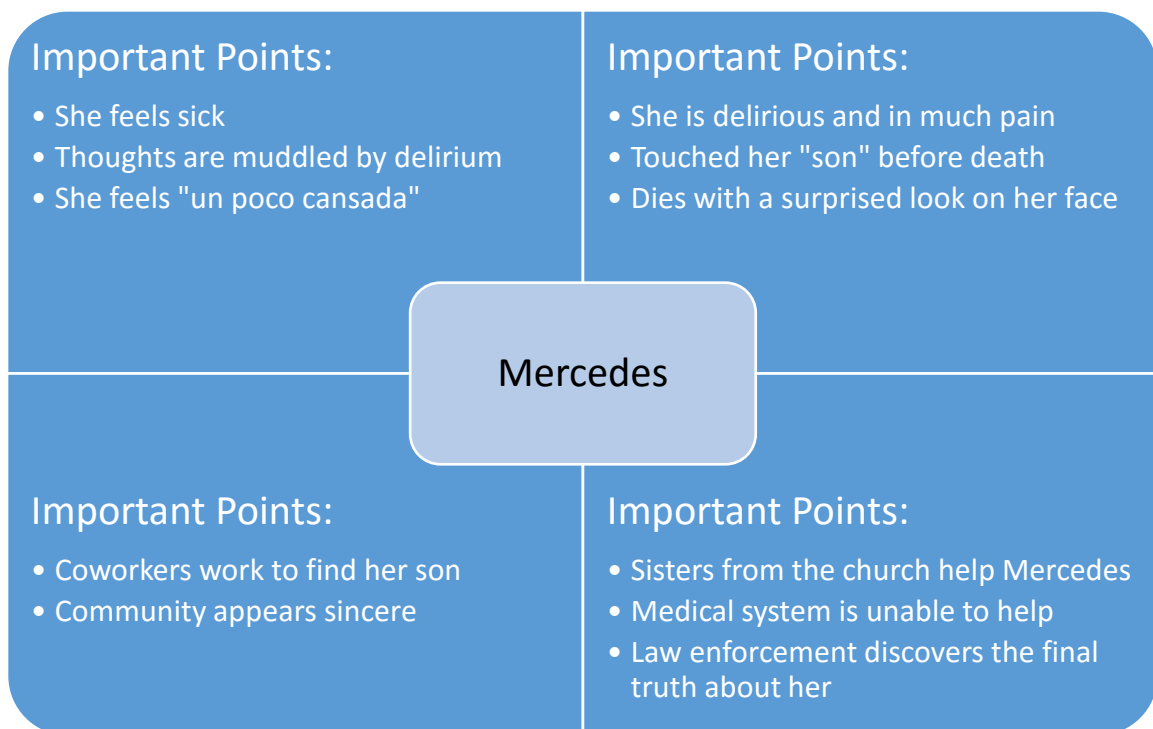 Important Points:
• She feels sick
• Thoughts are muddled by delirium
• She feels "un poco cansada"
Important Points:
• She is delirious and in much pain
• Touched her "son" before death
• Dies with a surprised look on her face
Mercedes
Important Points:
• Coworkers work to find her son
• Community appears sincere
Important Points:
• Sisters from the church help Mercedes
• Medical system is unable to help
• Law enforcement discovers the final
truth about her